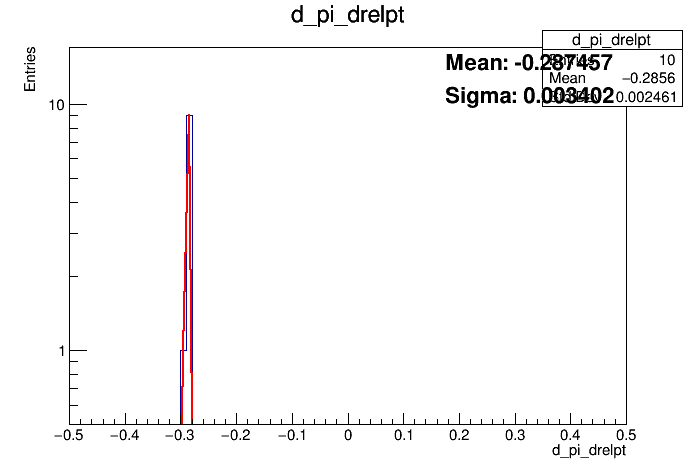 d_pi_drelpt
Entries
d_pi_drelpt
Mean: -0.287457
10
Mean −0.2856
Sigma: 0.003402
0.002461
10
1
−0.5 −0.4 −0.3 −0.2 −0.1 0 0.1 0.2 0.3 0.4 0.5
d_pi_drelpt